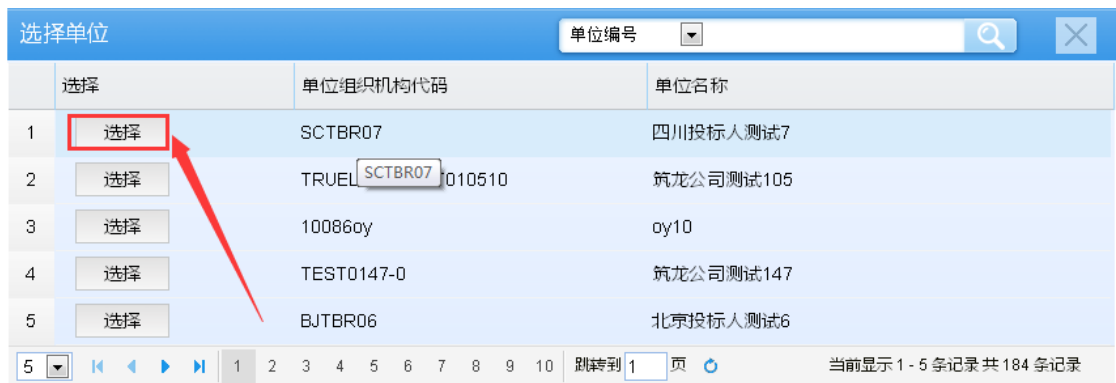 选择单位 单位编号
选择 单位组织机构代码 单位名称
1 选择 SCTBR07 四川投标人测试7
SCTBR07
2 选择 TRUEL 010510 筑龙公司测试105
3 选择 10086oy oy10
4 选择 TEST0147-0 筑龙公司测试147
5 选择 BJTBR06 北京投标人测试6
5 1 2 3 4 5 6 7 8 9 10 跳转到 1 页 当前显示 1 - 5 条记录 共 184 条记录